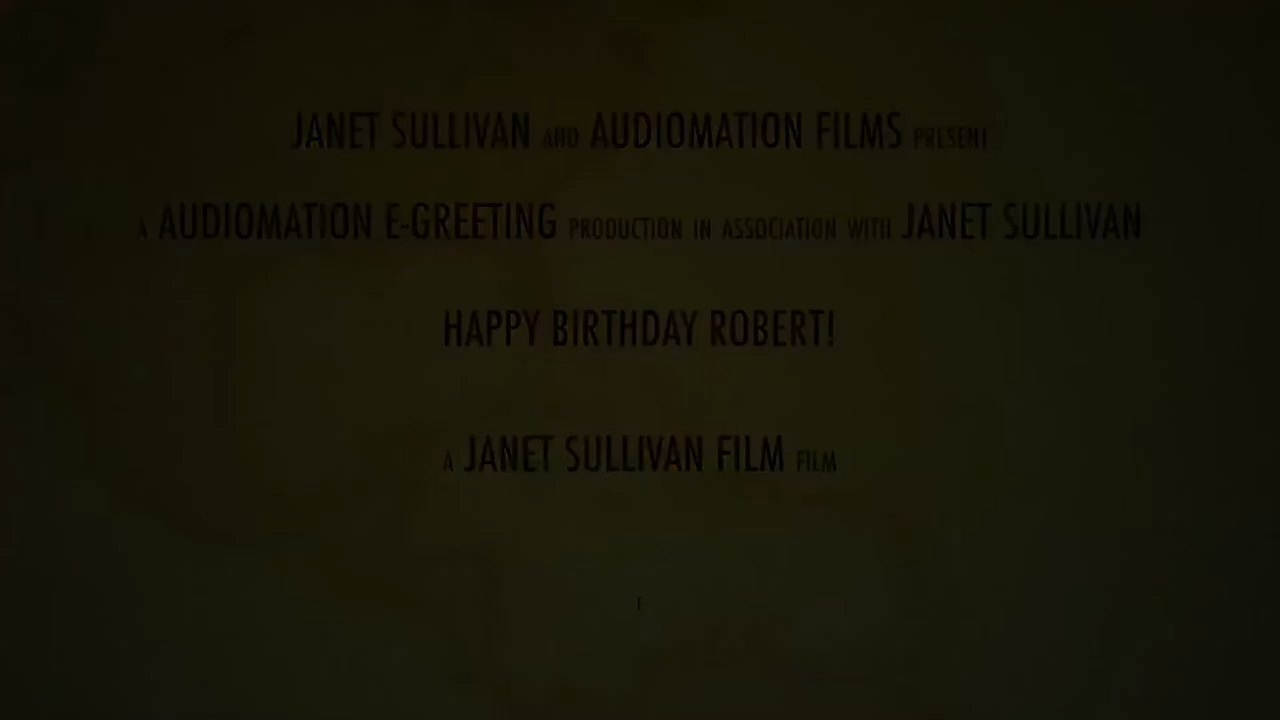 JANET SULLIVAN AND AUDIOMATION FILMS PRESENT
A AUDIOMATION E-GREETING PRODUCTION IN ASSOCIATION WITH JANET SULLIVAN
HAPPY BIRTHDAY ROBERT!
A JANET SULLIVAN FILM FILM